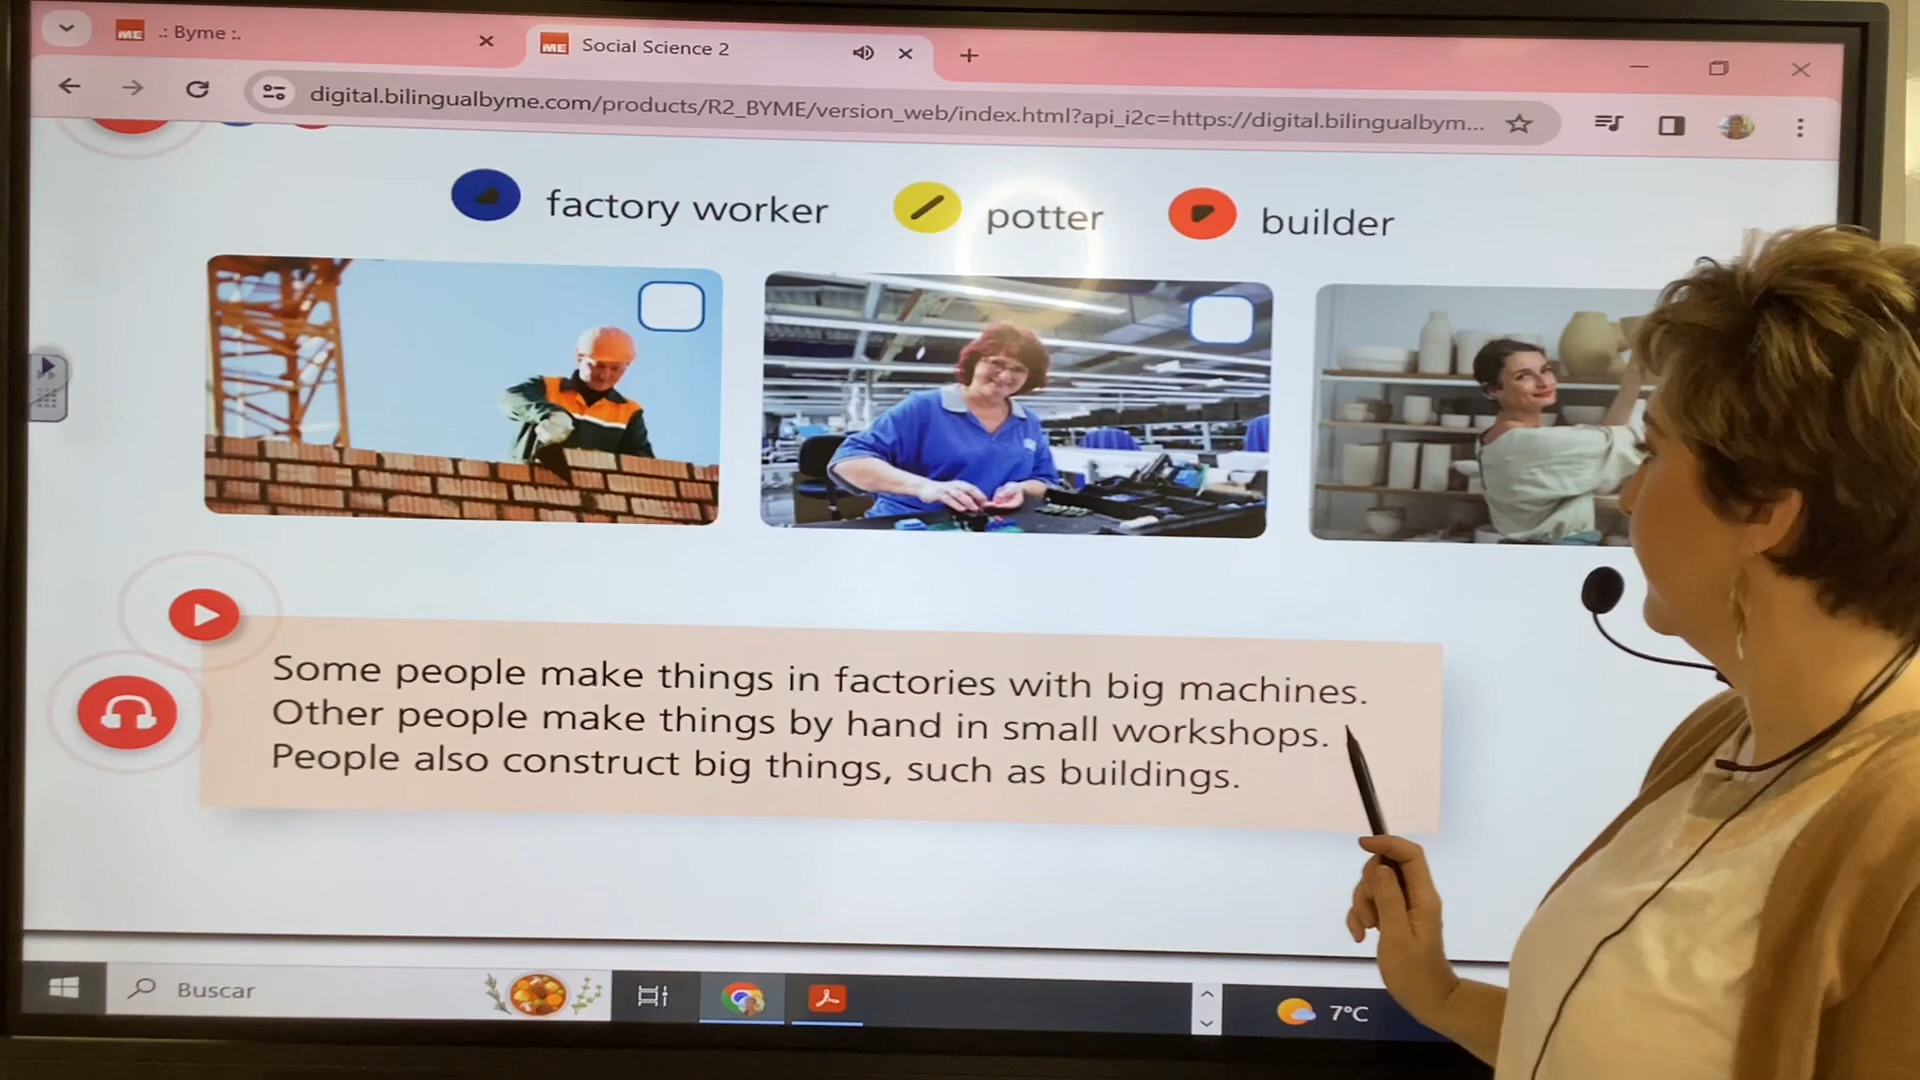 ME .: Byme :.
ME Social Science 2
digital.bilingualbyme.com/products/R2_BYME/version_web/index.html?api_i2c=https://digital.bilingualbym...
factory worker potter builder
Some people make things in factories with big machines.
Other people make things by hand in small workshops.
People also construct big things, such as buildings.
Buscar
7°C